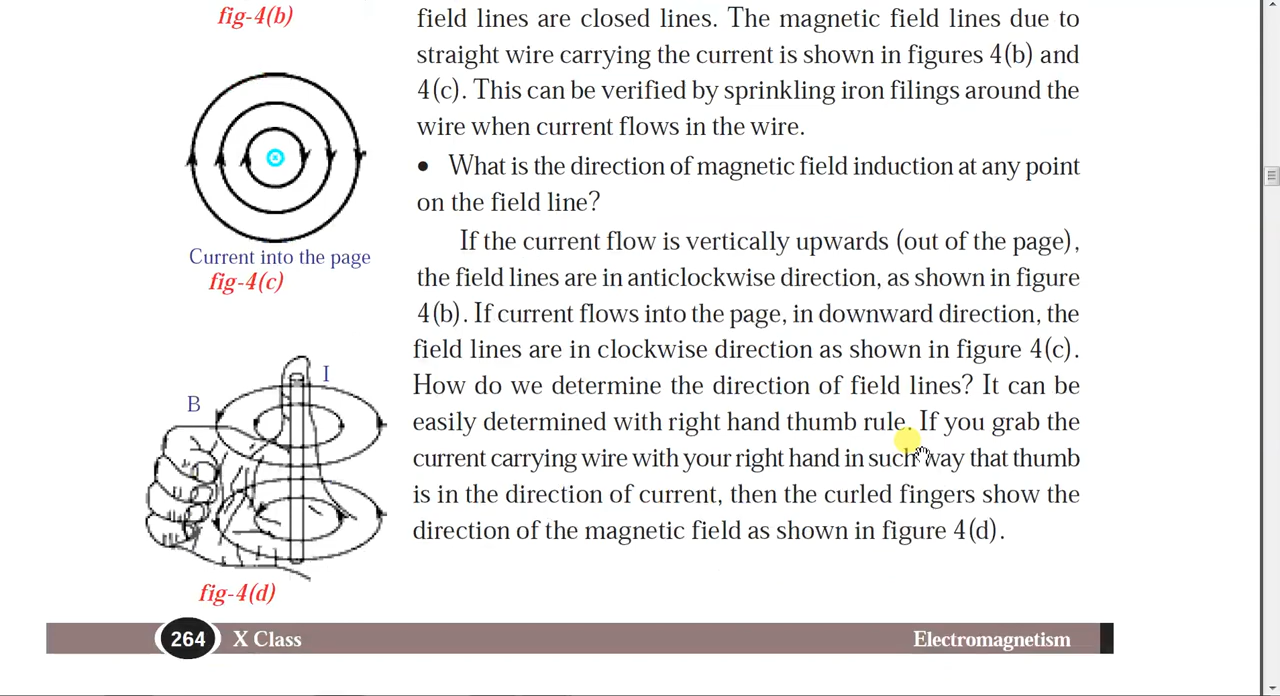 fig-4(b)
Current into the page
fig-4(c)
I
B
fig-4(d)
field lines are closed lines. The magnetic field lines due to
straight wire carrying the current is shown in figures 4(b) and
4(c). This can be verified by sprinkling iron filings around the
wire when current flows in the wire.
• What is the direction of magnetic field induction at any point
on the field line?
If the current flow is vertically upwards (out of the page),
the field lines are in anticlockwise direction, as shown in figure
4(b). If current flows into the page, in downward direction, the
field lines are in clockwise direction as shown in figure 4(c).
How do we determine the direction of field lines? It can be
easily determined with right hand thumb rule. If you grab the
current carrying wire with your right hand in such way that thumb
is in the direction of current, then the curled fingers show the
direction of the magnetic field as shown in figure 4(d).
264 X Class Electromagnetism